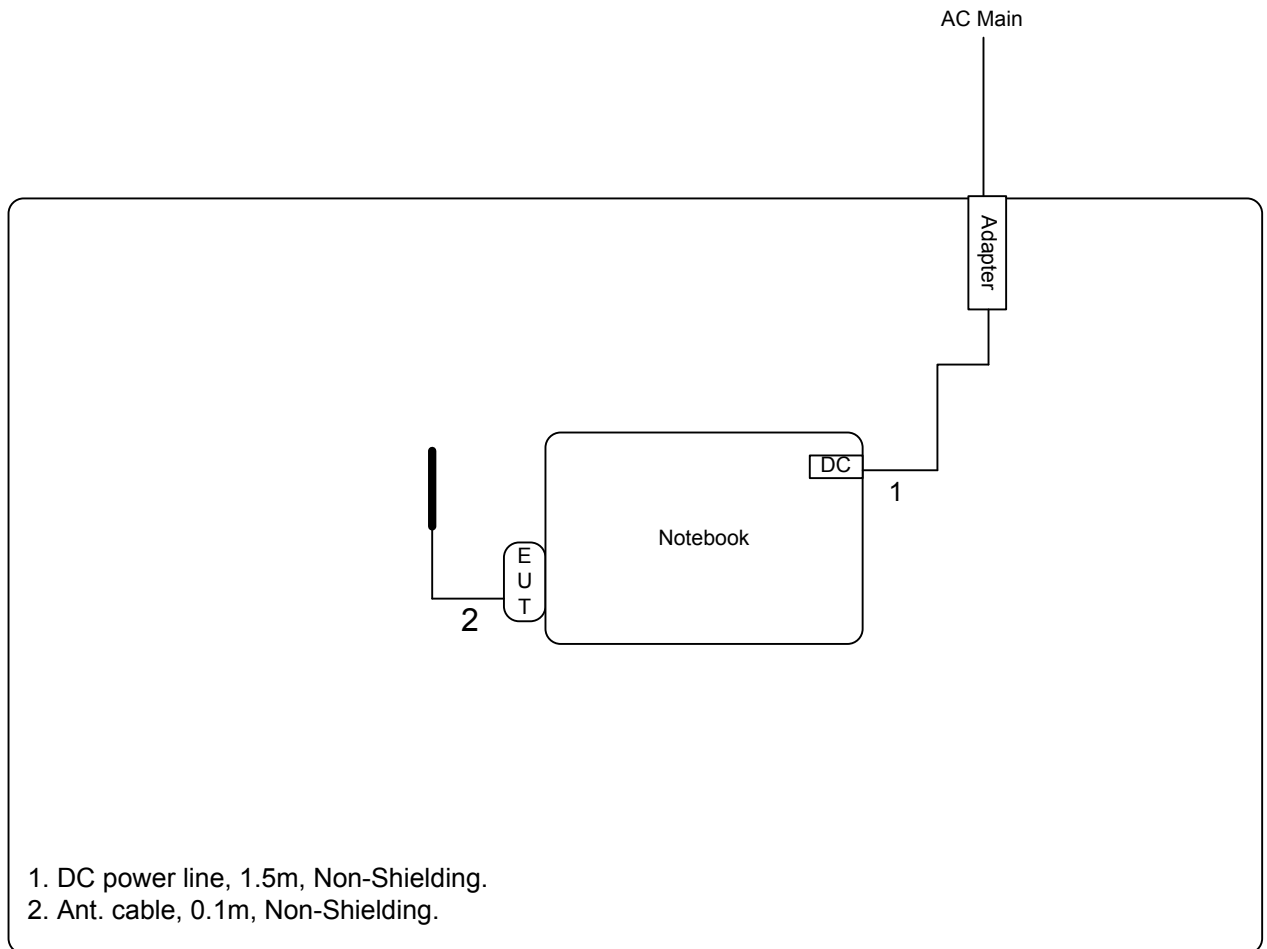 AC Main
Adapter
DC
1
Notebook
E
U
T
2
1. DC power line, 1.5m, Non-Shielding.
2. Ant. cable, 0.1m, Non-Shielding.